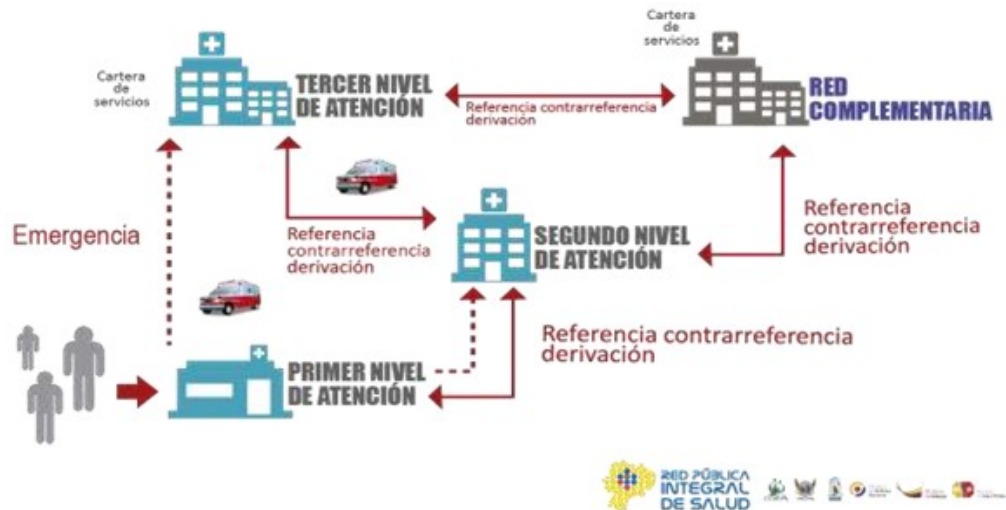 Cartera
de
servicios
Cartera
de
servicios
TERCER NIVEL
DE ATENCIÓN
Referencia contrarreferencia
derivación
RED
COMPLEMENTARIA
Emergencia
Referencia
contrarreferencia
derivación
SEGUNDO NIVEL
DE ATENCIÓN
Referencia
contrarreferencia
derivación
Referencia contrarreferencia
derivación
PRIMER NIVEL
DE ATENCIÓN
RED PÚBLICA
INTEGRAL
DE SALUD